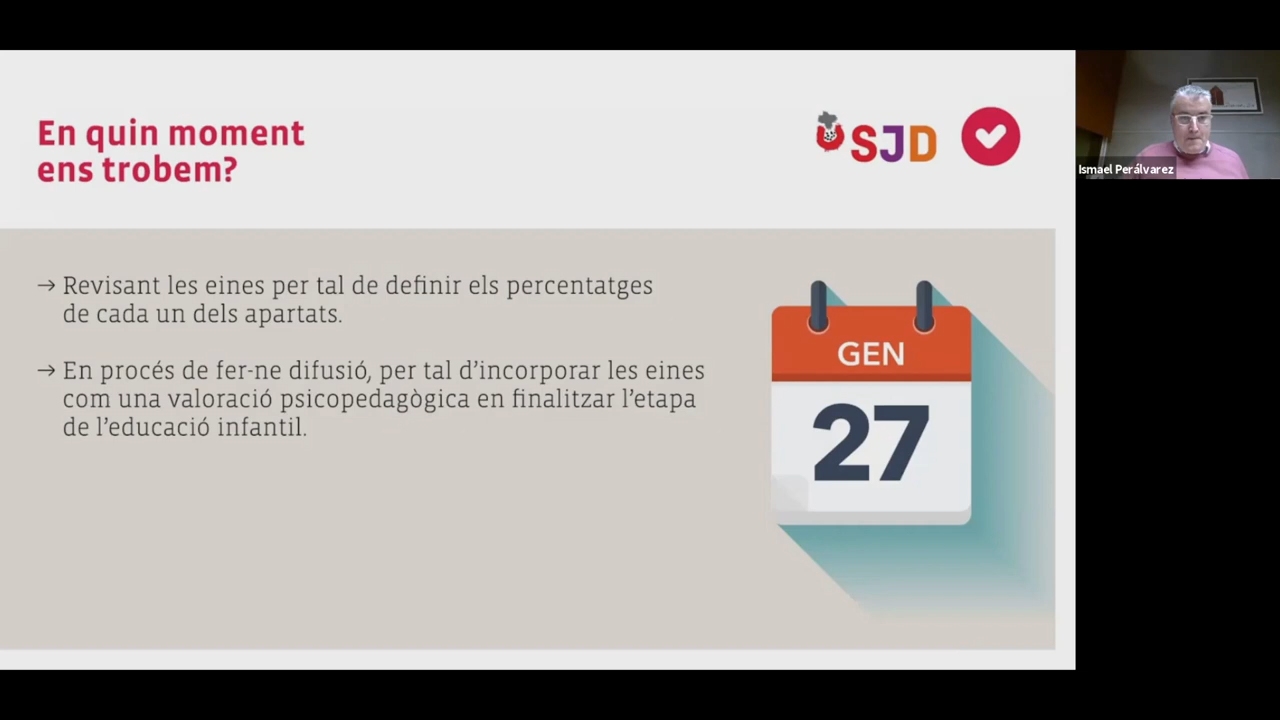 En quin moment
ens trobem?
SJD
Ismael Perálvarez
→ Revisant les eines per tal de definir els percentatges
de cada un dels apartats.
→ En procés de fer-ne difusió, per tal d’incorporar les eines
com una valoració psicopedagògica en finalitzar l’etapa
de l’educació infantil.
GEN
27